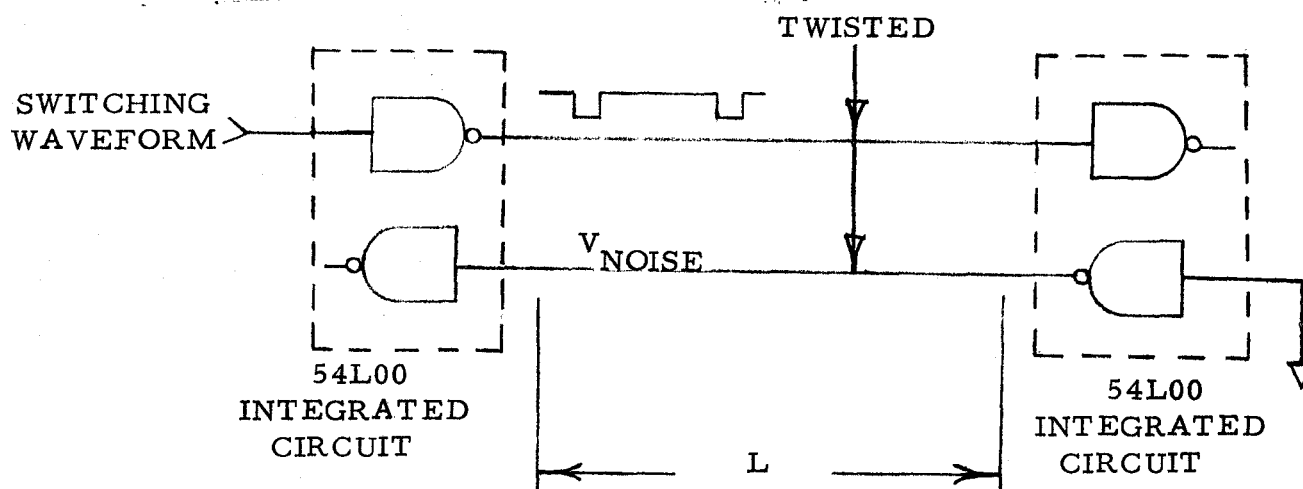 TWISTED
SWITCHING
WAVEFORM
V
NOISE
54L00
INTEGRATED
CIRCUIT
54L00
INTEGRATED
CIRCUIT
L